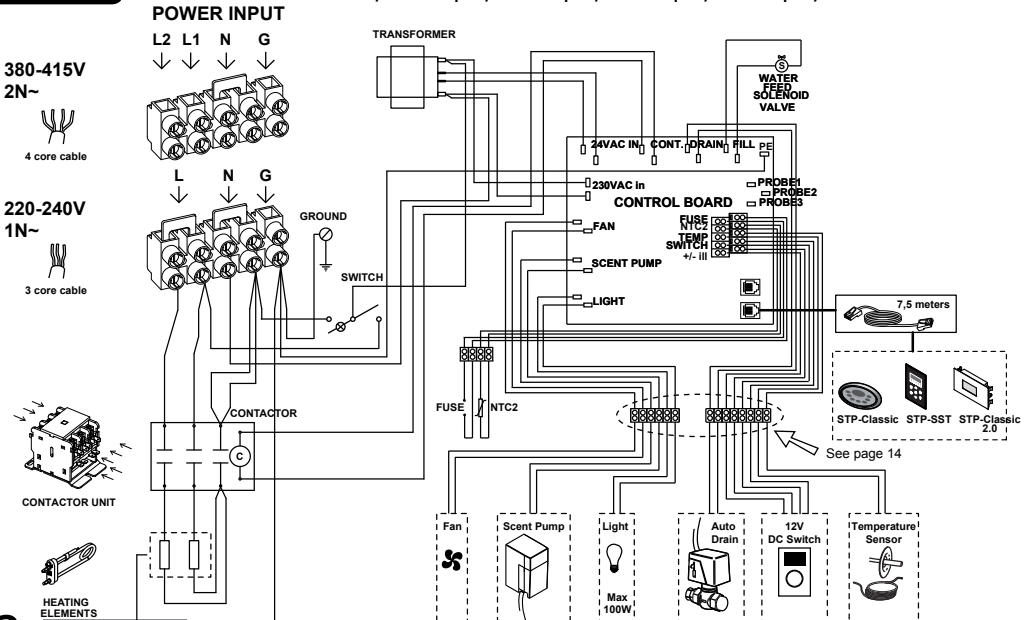 POWER INPUT
L2 L1 N G
380-415V
2N~
4 core cable
L N G
220-240V
1N~
3 core cable
GROUND
SWITCH
TRANSFORMER
S
WATER
FEED
SOLENOID
VALVE
24VAC IN CONT. DRAIN FILL PE
230VAC in
PROBE1
PROBE2
PROBE3
CONTROL BOARD
FAN
FUSE
NTC2
TEMP
SWITCH
+/- ill
SCENT PUMP
LIGHT
7,5 meters
STP-Classic STP-SST STP-Classic
2.0
FUSE NTC2
See page 14
CONTACTOR
C
CONTACTOR UNIT
HEATING
ELEMENTS
Fan
Scent Pump
Light
Max
100W
Auto
Drain
12V
DC Switch
Temperature
Sensor